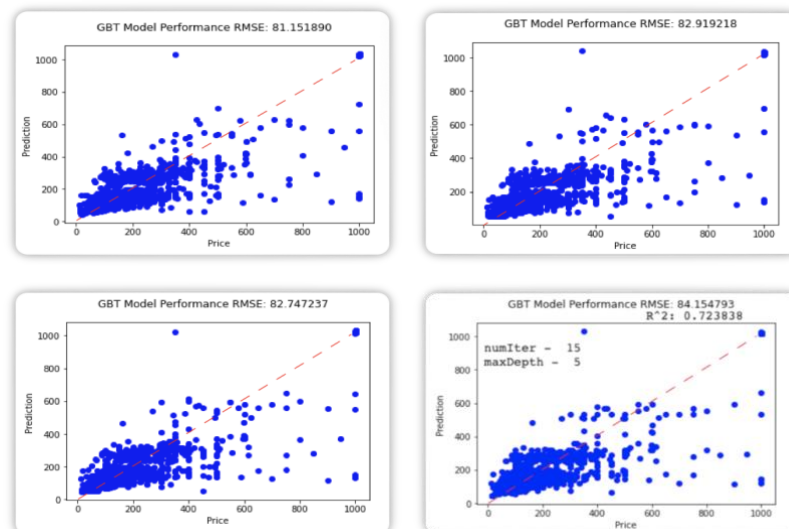 GBT Model Performance RMSE: 81.151890
1000
800
600
400
200
0
Prediction
0 200 400 600 800 1000
Price
GBT Model Performance RMSE: 82.919218
1000
800
600
400
200
Prediction
0 200 400 600 800 1000
Price
GBT Model Performance RMSE: 82.747237
1000
800
600
400
200
0
Prediction
0 200 400 600 800 1000
Price
GBT Model Performance RMSE: 84.154793
R^2: 0.723838
numIter - 15
maxDepth - 5
1000
800
600
400
200
0
Prediction
0 200 400 600 800 1000
Price